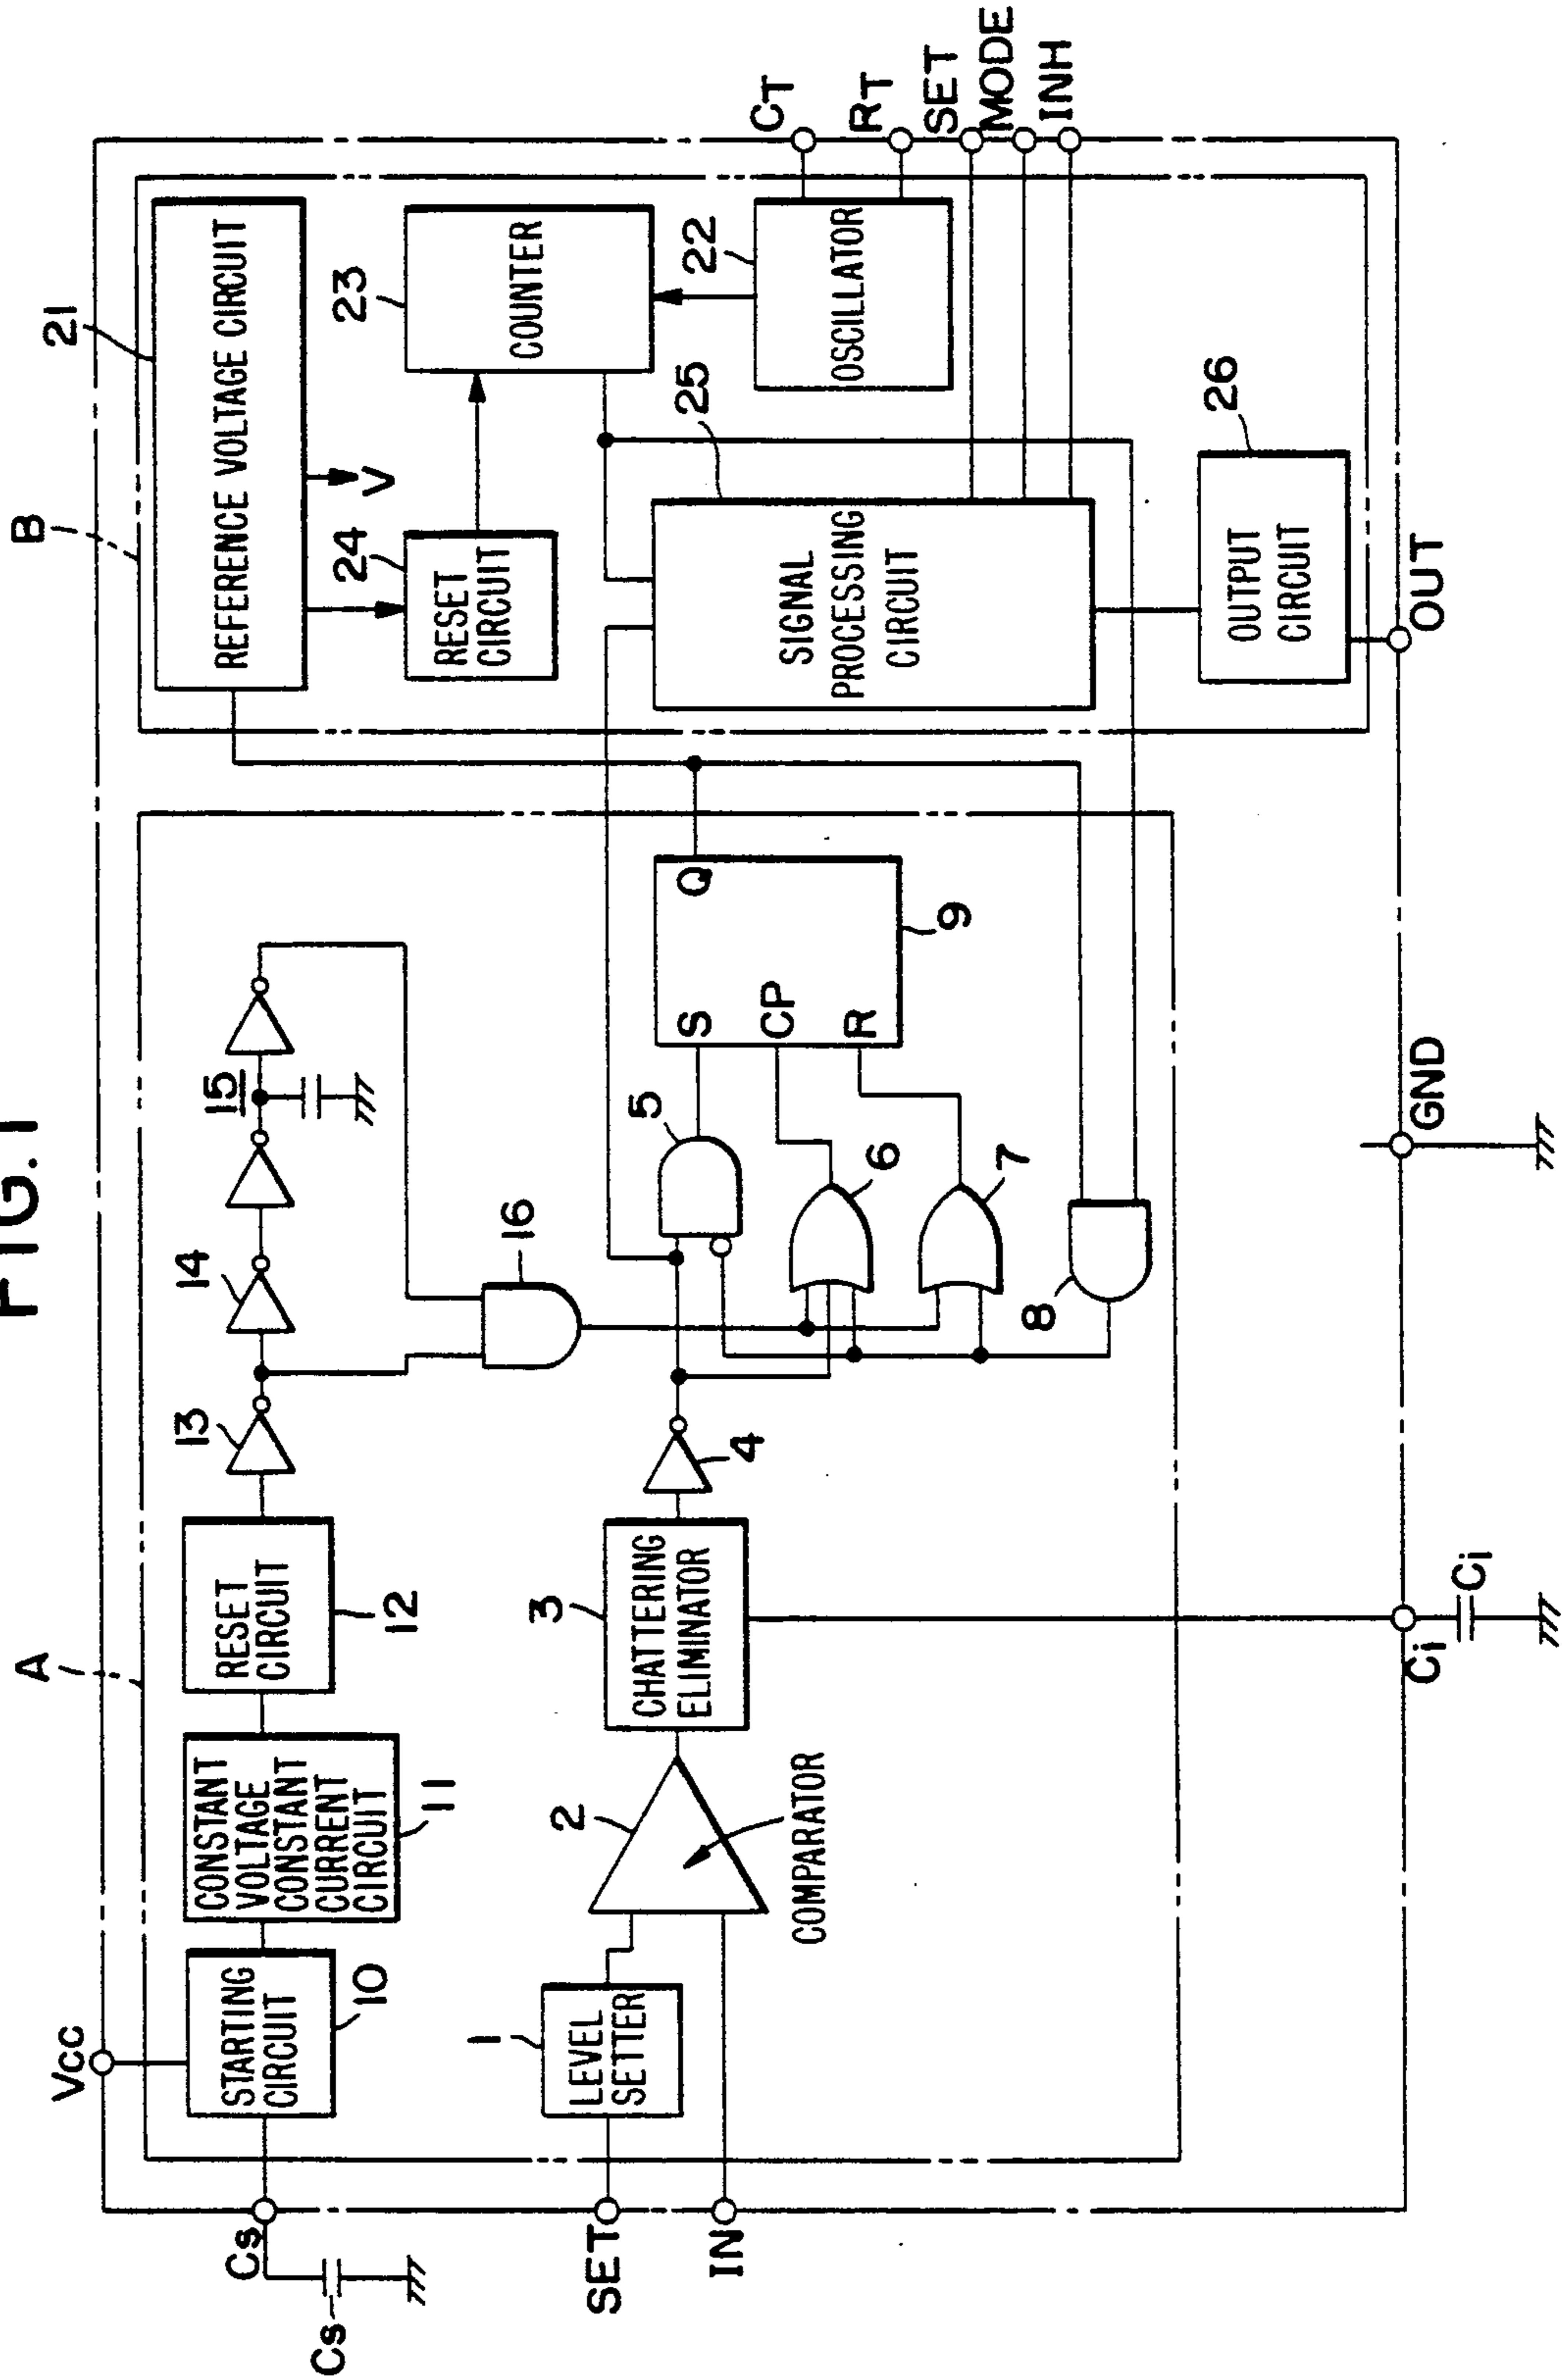 FIG. 1
A
B
Vcc
Cs
Cs
STARTING
CIRCUIT
10
CONSTANT
VOLTAGE
CONSTANT
CURRENT
CIRCUIT
11
RESET
CIRCUIT
12
13
14
15
16
SET
IN
1
LEVEL
SETTER
2
COMPARATOR
3
CHATTERING
ELIMINATOR
4
5
6
7
8
S
CP
R
Q
9
Ci
Ci
GND
21
REFERENCE VOLTAGE CIRCUIT
V
24
RESET
CIRCUIT
23
COUNTER
22
OSCILLATOR
25
SIGNAL
PROCESSING
CIRCUIT
26
OUTPUT
CIRCUIT
OUT
CT
RT
SET
MODE
INH